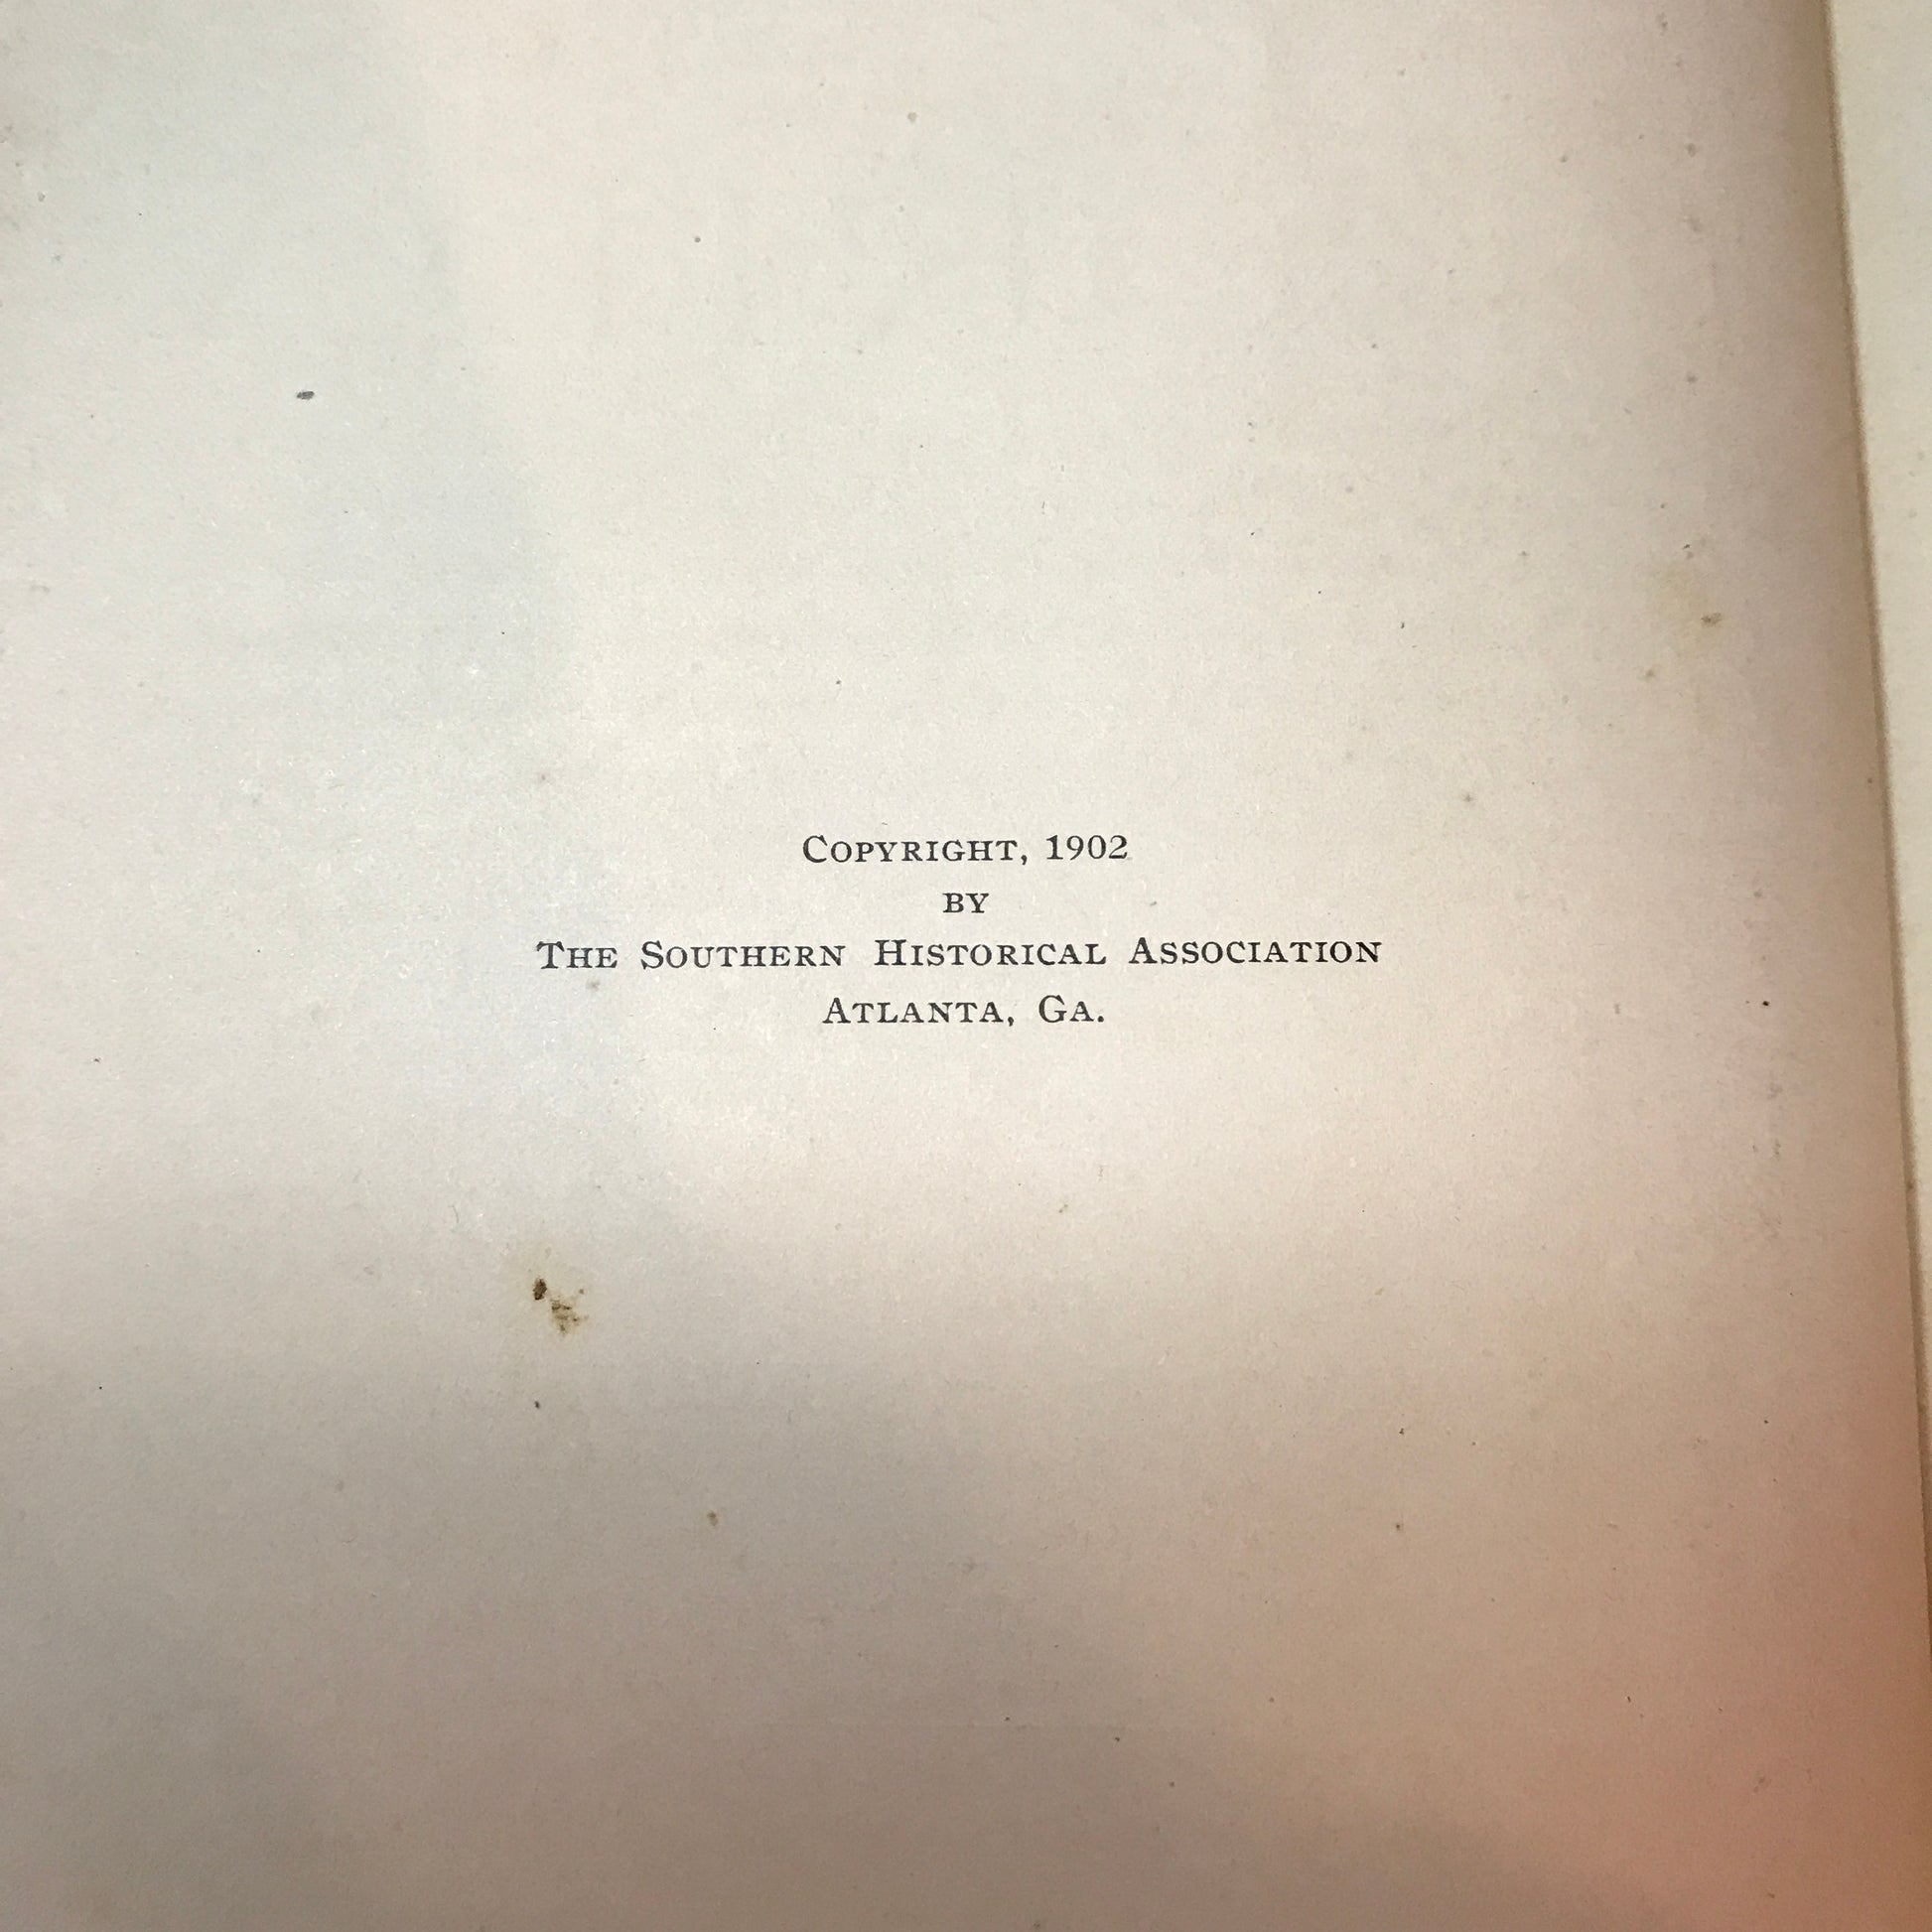 Copyright, 1902
by
The Southern Historical Association
Atlanta, Ga.